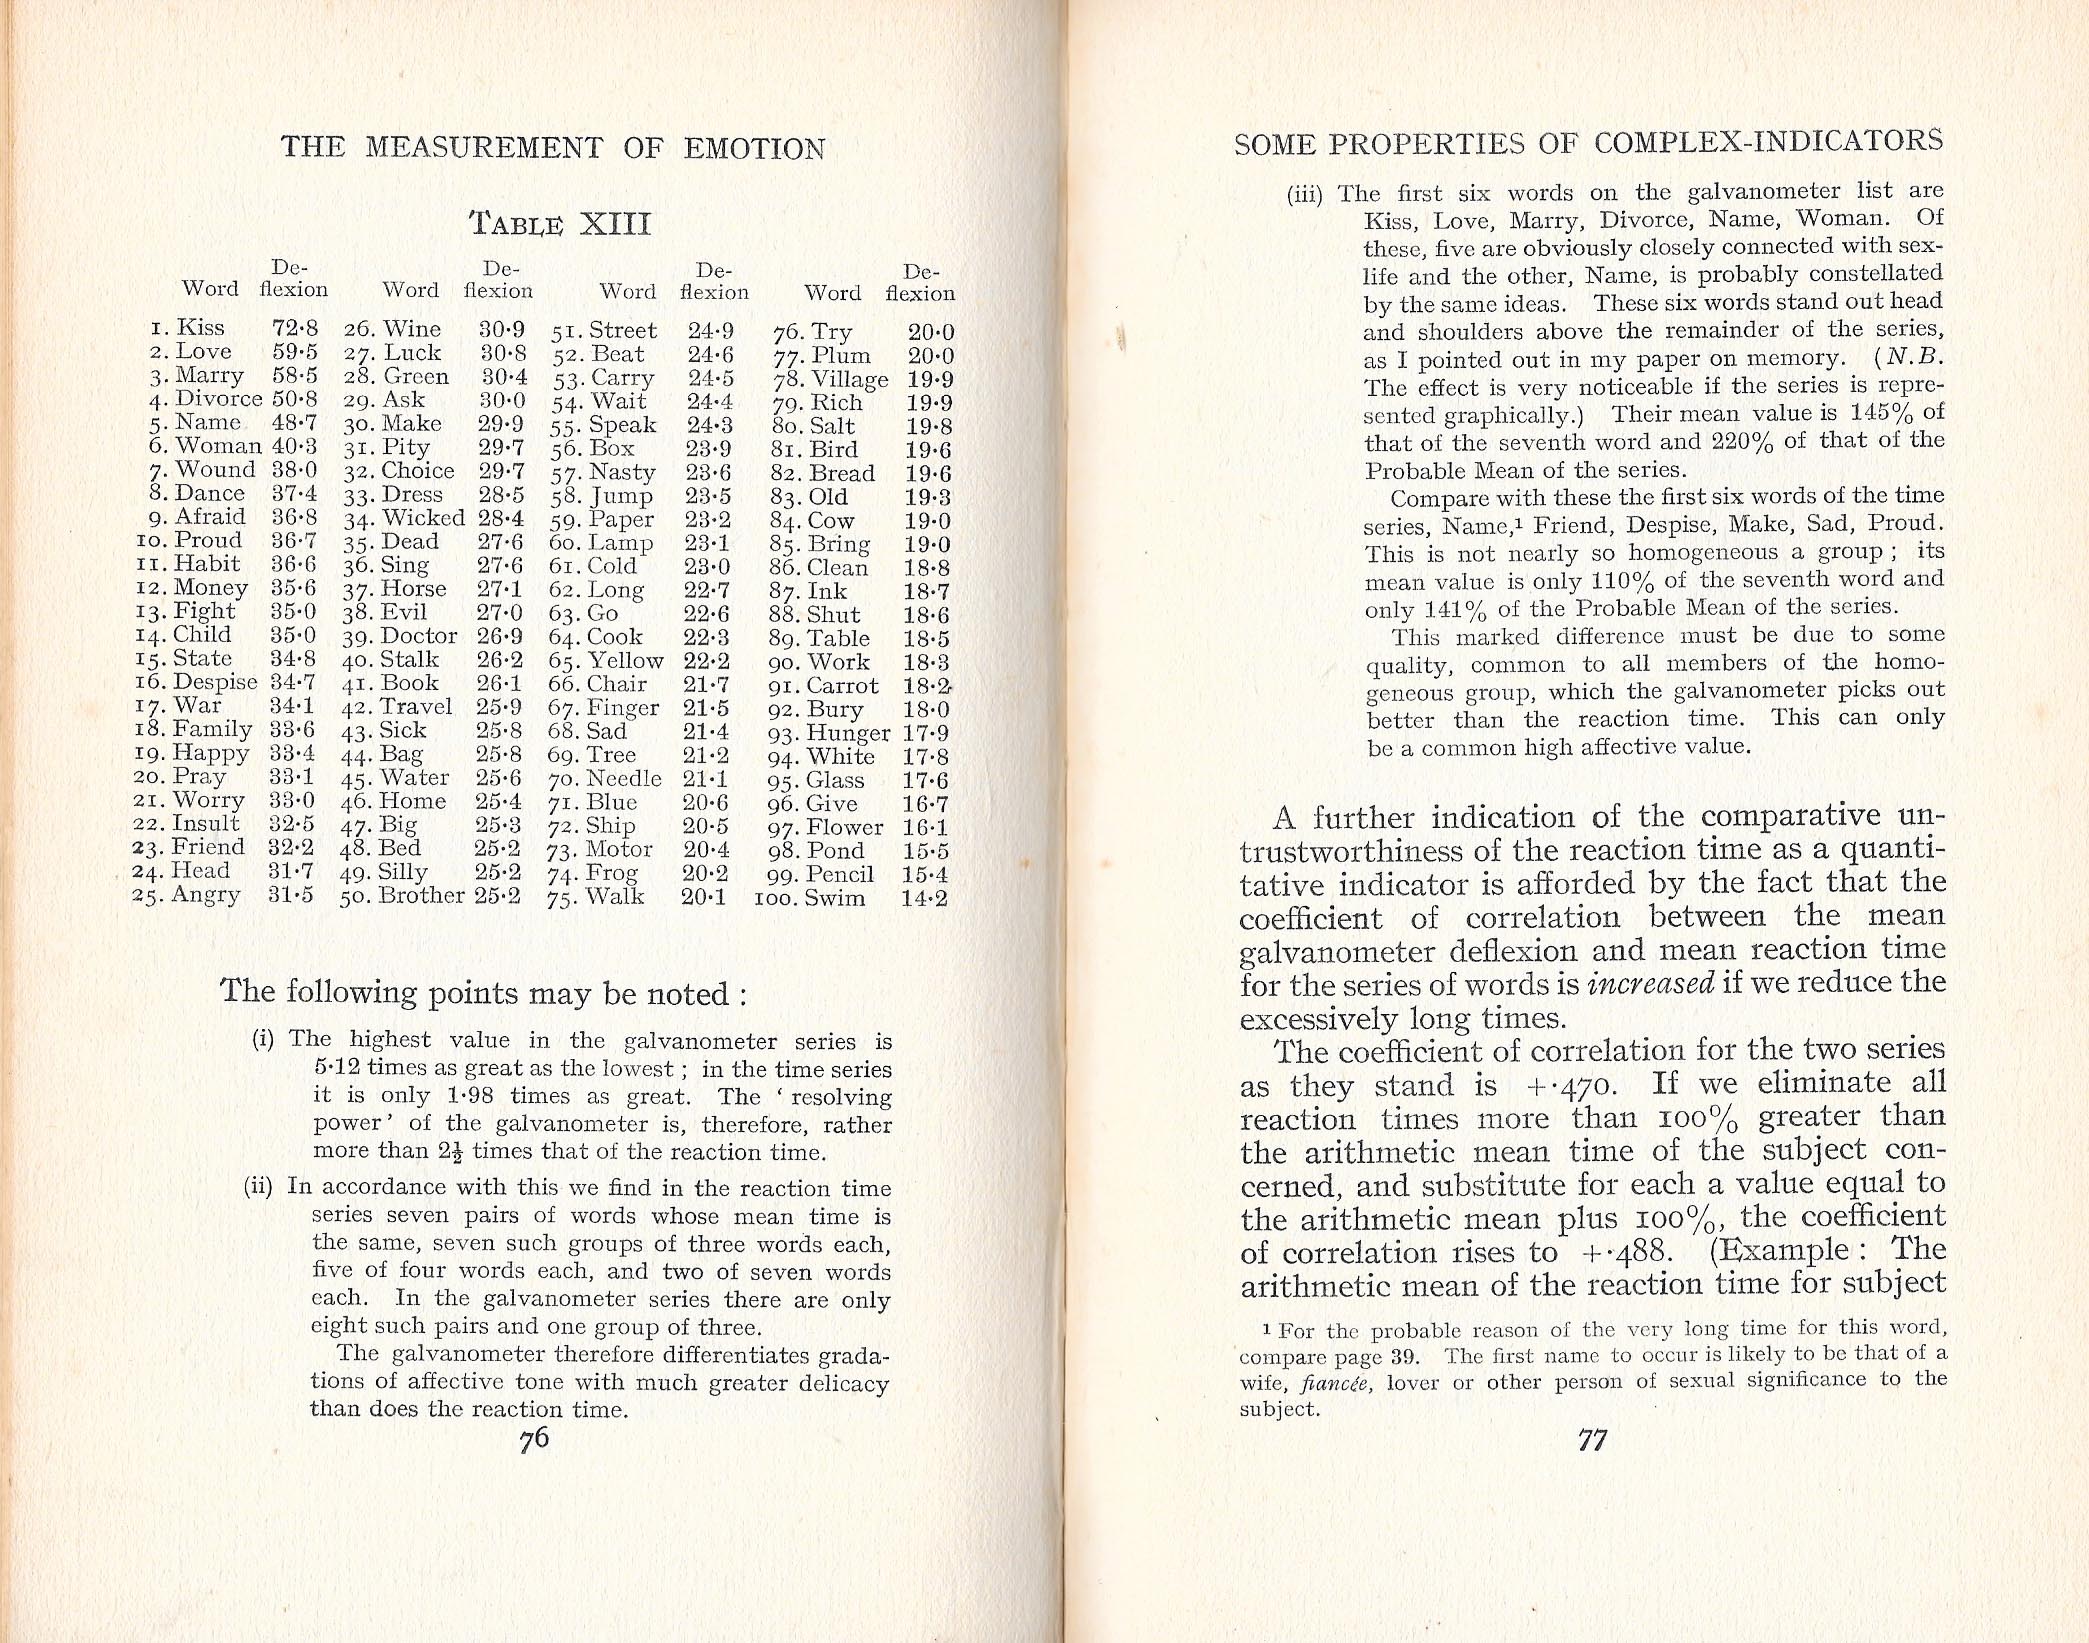 THE MEASUREMENT OF EMOTION
TABLE XIII
De- De- De- De-
Word flexion Word flexion Word flexion Word flexion
1. Kiss 72·8 26. Wine 30·9 51. Street 24·9 76. Try 20·0
2. Love 59·5 27. Luck 30·8 52. Beat 24·6 77. Plum 20·0
3. Marry 58·5 28. Green 30·4 53. Carry 24·5 78. Village 19·9
4. Divorce 50·8 29. Ask 30·0 54. Wait 24·4 79. Rich 19·9
5. Name 48·7 30. Make 29·9 55. Speak 24·3 80. Salt 19·8
6. Woman 40·3 31. Pity 29·7 56. Box 23·9 81. Bird 19·6
7. Wound 38·0 32. Choice 29·7 57. Nasty 23·6 82. Bread 19·6
8. Dance 37·4 33. Dress 28·5 58. Jump 23·5 83. Old 19·3
9. Afraid 36·8 34. Wicked 28·4 59. Paper 23·2 84. Cow 19·0
10. Proud 36·7 35. Dead 27·6 60. Lamp 23·1 85. Bring 19·0
11. Habit 36·6 36. Sing 27·6 61. Cold 23·0 86. Clean 18·8
12. Money 35·6 37. Horse 27·1 62. Long 22·7 87. Ink 18·7
13. Fight 35·0 38. Evil 27·0 63. Go 22·6 88. Shut 18·6
14. Child 35·0 39. Doctor 26·9 64. Cook 22·3 89. Table 18·5
15. State 34·8 40. Stalk 26·2 65. Yellow 22·2 90. Work 18·3
16. Despise 34·7 41. Book 26·1 66. Chair 21·7 91. Carrot 18·2
17. War 34·1 42. Travel 25·9 67. Finger 21·5 92. Bury 18·0
18. Family 33·6 43. Sick 25·8 68. Sad 21·4 93. Hunger 17·9
19. Happy 33·4 44. Bag 25·8 69. Tree 21·2 94. White 17·8
20. Pray 33·1 45. Water 25·6 70. Needle 21·1 95. Glass 17·6
21. Worry 33·0 46. Home 25·4 71. Blue 20·6 96. Give 16·7
22. Insult 32·5 47. Big 25·3 72. Ship 20·5 97. Flower 16·1
23. Friend 32·2 48. Bed 25·2 73. Motor 20·4 98. Pond 15·5
24. Head 31·7 49. Silly 25·2 74. Frog 20·2 99. Pencil 15·4
25. Angry 31·5 50. Brother 25·2 75. Walk 20·1 100. Swim 14·2
The following points may be noted :
(i) The highest value in the galvanometer series is
5·12 times as great as the lowest ; in the time series
it is only 1·98 times as great. The ‘ resolving
power ’ of the galvanometer is, therefore, rather
more than 2½ times that of the reaction time.
(ii) In accordance with this we find in the reaction time
series seven pairs of words whose mean time is
the same, seven such groups of three words each,
five of four words each, and two of seven words
each. In the galvanometer series there are only
eight such pairs and one group of three.
The galvanometer therefore differentiates grada-
tions of affective tone with much greater delicacy
than does the reaction time.
76
SOME PROPERTIES OF COMPLEX-INDICATORS
(iii) The first six words on the galvanometer list are
Kiss, Love, Marry, Divorce, Name, Woman. Of
these, five are obviously closely connected with sex-
life and the other, Name, is probably constellated
by the same ideas. These six words stand out head
and shoulders above the remainder of the series,
as I pointed out in my paper on memory. (N.B.
The effect is very noticeable if the series is repre-
sented graphically.) Their mean value is 145% of
that of the seventh word and 220% of that of the
Probable Mean of the series.
Compare with these the first six words of the time
series, Name,¹ Friend, Despise, Make, Sad, Proud.
This is not nearly so homogeneous a group ; its
mean value is only 110% of the seventh word and
only 141% of the Probable Mean of the series.
This marked difference must be due to some
quality, common to all members of the homo-
geneous group, which the galvanometer picks out
better than the reaction time. This can only
be a common high affective value.
A further indication of the comparative un-
trustworthiness of the reaction time as a quanti-
tative indicator is afforded by the fact that the
coefficient of correlation between the mean
galvanometer deflexion and mean reaction time
for the series of words is increased if we reduce the
excessively long times.
The coefficient of correlation for the two series
as they stand is +·470. If we eliminate all
reaction times more than 100% greater than
the arithmetic mean time of the subject con-
cerned, and substitute for each a value equal to
the arithmetic mean plus 100%, the coefficient
of correlation rises to +·488. (Example : The
arithmetic mean of the reaction time for subject
1 For the probable reason of the very long time for this word,
compare page 39. The first name to occur is likely to be that of a
wife, fiancée, lover or other person of sexual significance to the
subject.
77